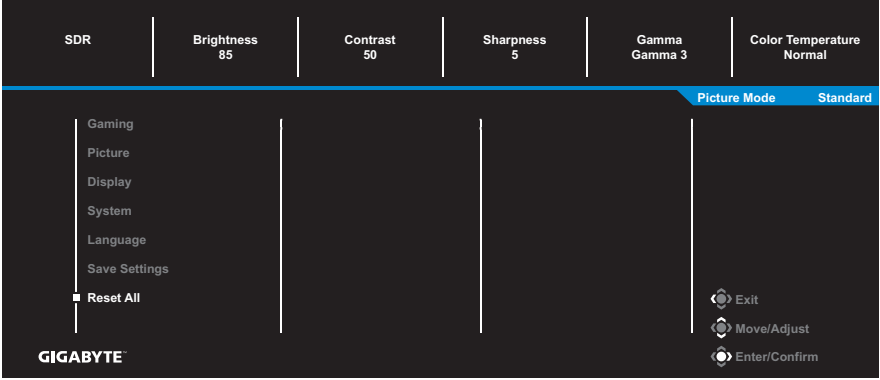 SDR
Brightness
85
Contrast
50
Sharpness
5
Gamma
Gamma 3
Color Temperature
Normal
Picture Mode Standard
Gaming
Picture
Display
System
Language
Save Settings
Reset All
Exit
Move/Adjust
Enter/Confirm
GIGABYTE™